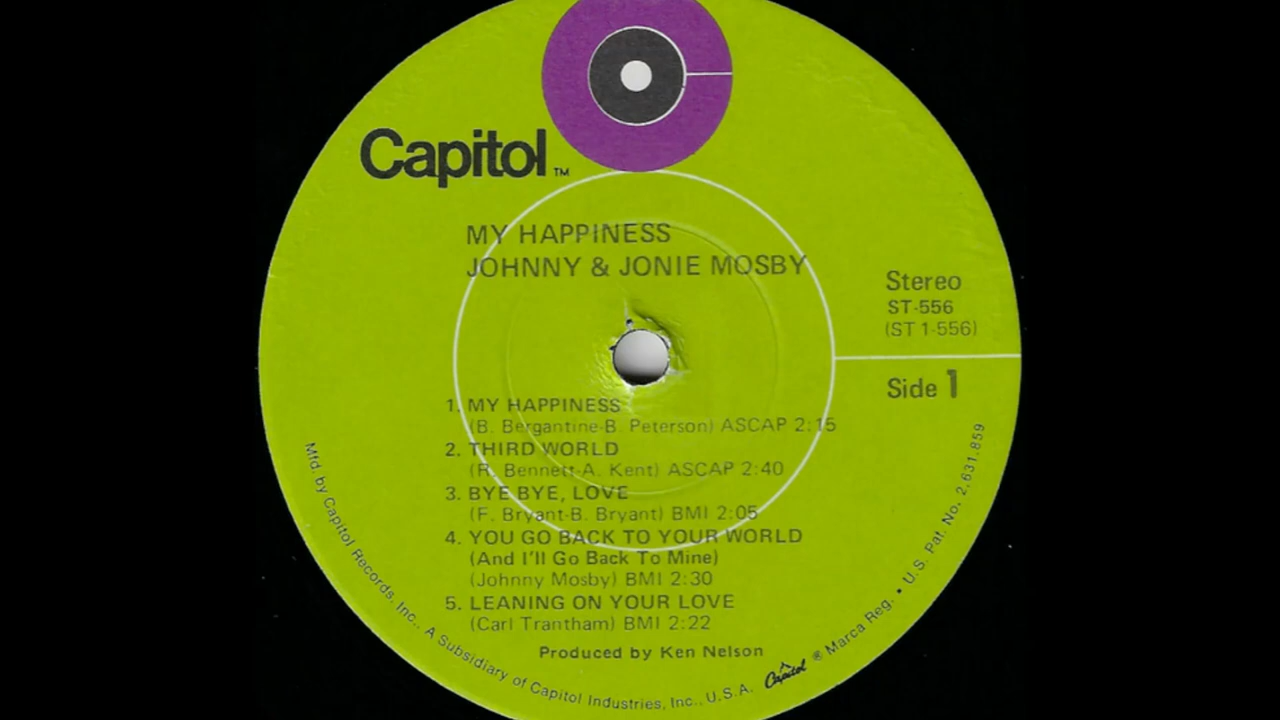 Capitol TM
MY HAPPINESS
JOHNNY & JONIE MOSBY
Stereo
ST-556
(ST 1-556)
Side 1
1. MY HAPPINESS
(B. Bergantine-B. Peterson) ASCAP 2:15
2. THIRD WORLD
(R. Bennett-A. Kent) ASCAP 2:40
3. BYE BYE, LOVE
(F. Bryant-B. Bryant) BMI 2:05
4. YOU GO BACK TO YOUR WORLD
(And I'll Go Back To Mine)
(Johnny Mosby) BMI 2:30
5. LEANING ON YOUR LOVE
(Carl Trantham) BMI 2:22
Produced by Ken Nelson
Mfd. by Capitol Records, Inc., A Subsidiary of Capitol Industries, Inc., U.S.A. Capitol ® Marca Reg. • U.S. Pat. No. 2,631,859